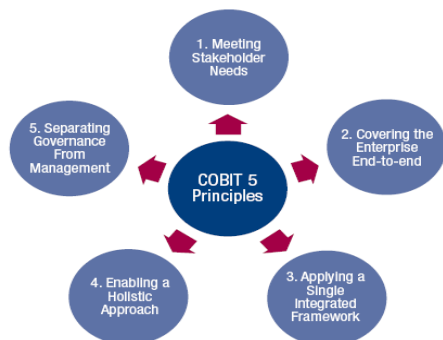 1. Meeting
Stakeholder
Needs
5. Separating
Governance
From
Management
2. Covering the
Enterprise
End-to-end
COBIT 5
Principles
4. Enabling a
Holistic
Approach
3. Applying a
Single
Integrated
Framework